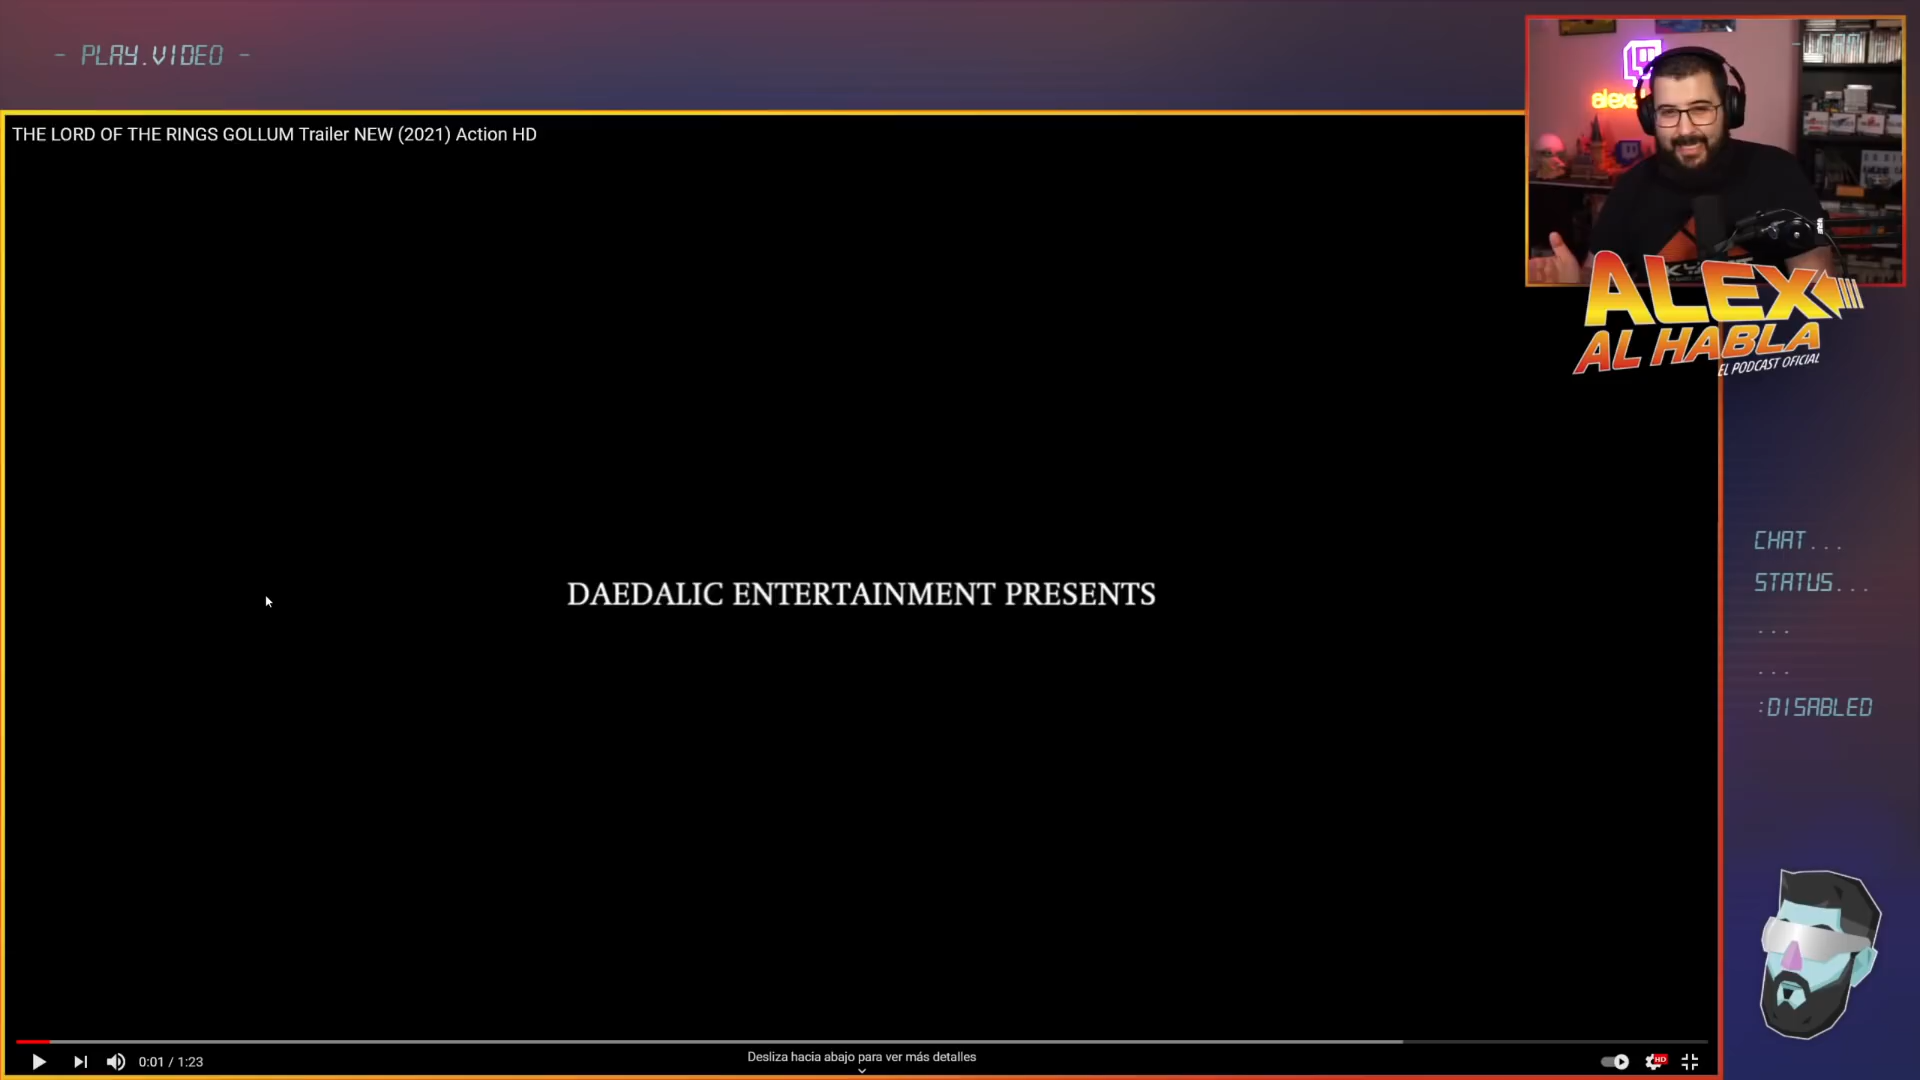 - PLAY.VIDEO -
THE LORD OF THE RINGS GOLLUM Trailer NEW (2021) Action HD
ALEX
AL HABLA
EL PODCAST OFICIAL
DAEDALIC ENTERTAINMENT PRESENTS
CHAT...
STATUS...
...
...
:DISABLED
0:01 / 1:23
Desliza hacia abajo para ver más detalles
HD